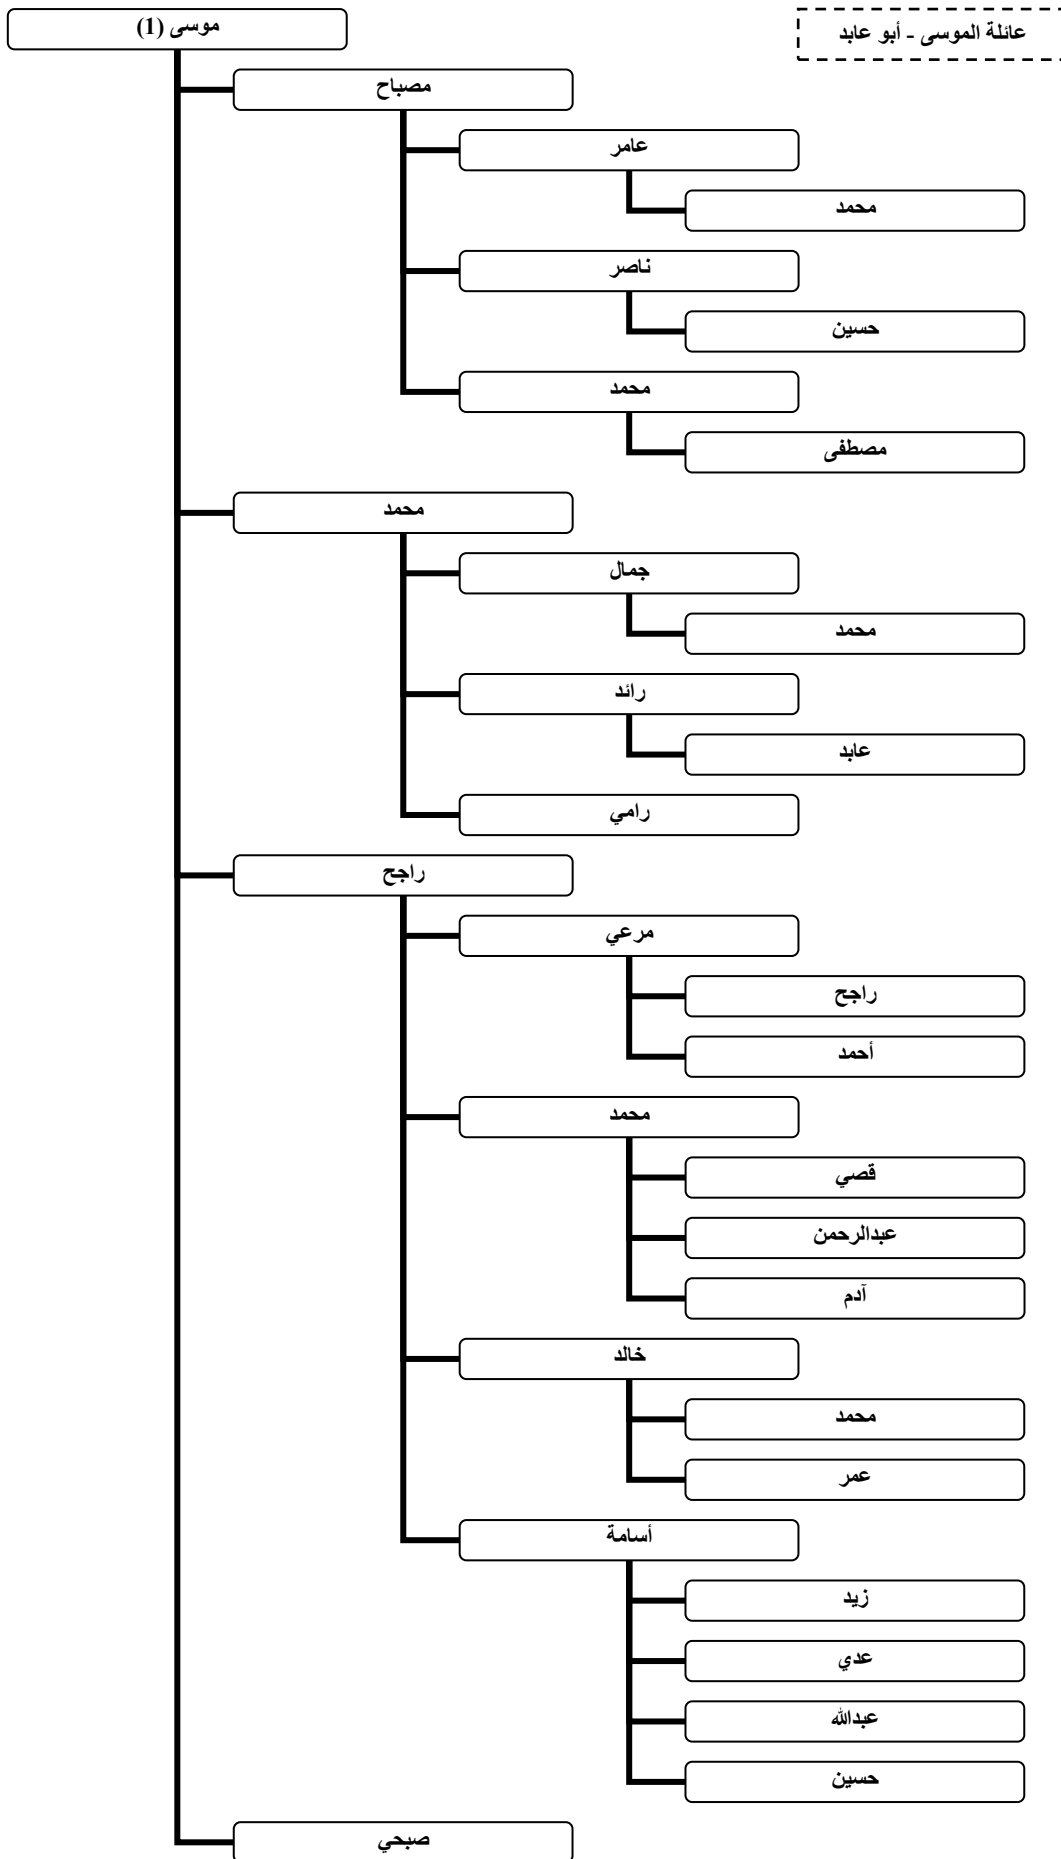 موسى (1)
عائلة الموسى - أبو عابد
مصباح
عامر
محمد
ناصر
حسين
محمد
مصطفى
محمد
جمال
محمد
رائد
عابد
رامي
راجح
مرعي
راجح
أحمد
محمد
قصي
عبدالرحمن
آدم
خالد
محمد
عمر
أسامة
زيد
عدي
عبدالله
حسين
صبحي